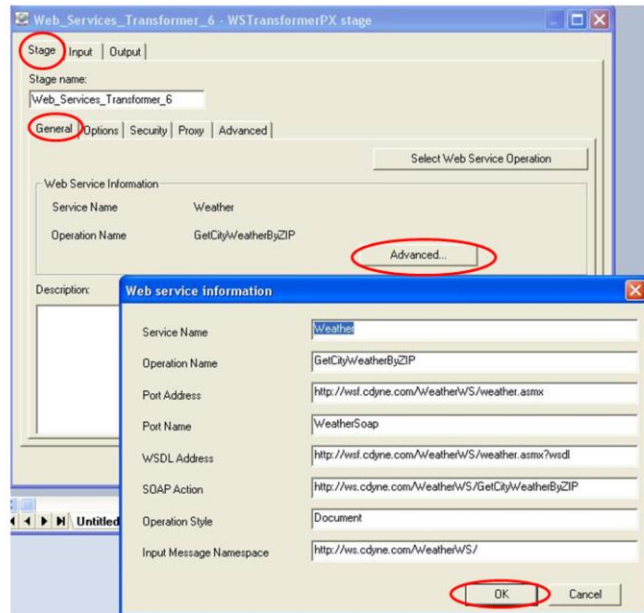 Web_Services_Transformer_6 - WSTransformerPX stage
Stage Input Output
Stage name:
Web_Services_Transformer_6
General Options Security Proxy Advanced
Select Web Service Operation
Web Service Information
Service Name Weather
Operation Name GetCityWeatherByZIP
Advanced...
Description:
Web service information
Service Name Weather
Operation Name GetCityWeatherByZIP
Port Address http://wsf.cdyne.com/WeatherWS/weather.asmx
Port Name WeatherSoap
WSDL Address http://wsf.cdyne.com/WeatherWS/weather.asmx?wsdl
SOAP Action http://ws.cdyne.com/WeatherWS/GetCityWeatherByZIP
Untitled
Operation Style Document
Input Message Namespace http://ws.cdyne.com/WeatherWS/
OK Cancel